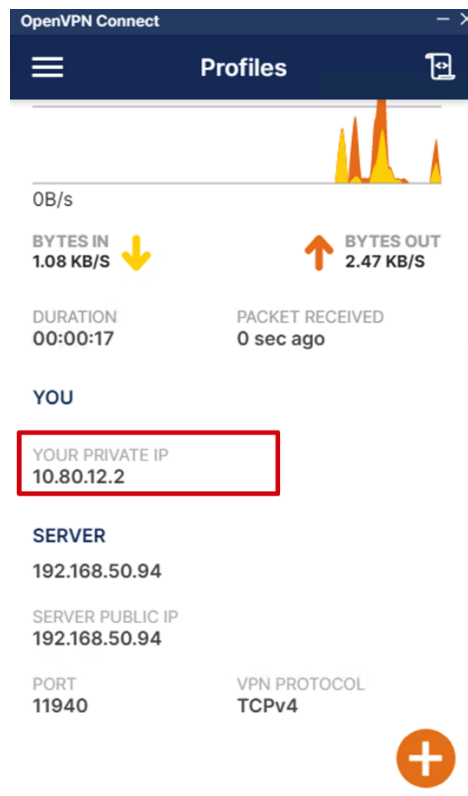 OpenVPN Connect
Profiles
0B/s
BYTES IN
1.08 KB/S
BYTES OUT
2.47 KB/S
DURATION
00:00:17
PACKET RECEIVED
0 sec ago
YOU
YOUR PRIVATE IP
10.80.12.2
SERVER
192.168.50.94
SERVER PUBLIC IP
192.168.50.94
PORT
11940
VPN PROTOCOL
TCPv4